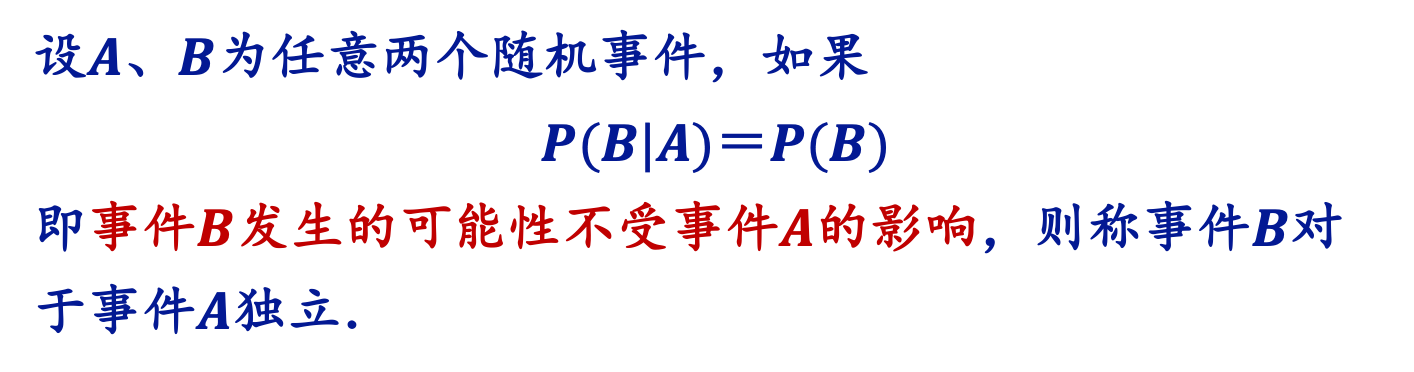 设A、B为任意两个随机事件，如果
P(B|A)＝P(B)
即事件B发生的可能性不受事件A的影响，则称事件B对
于事件A独立.